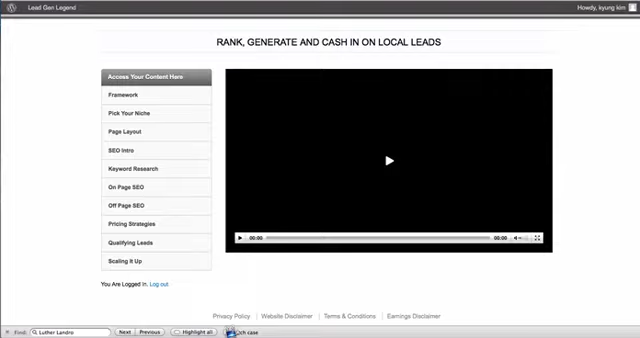 Lead Gen Legend
Howdy, kyung kim
RANK, GENERATE AND CASH IN ON LOCAL LEADS
Access Your Content Here
Framework
Pick Your Niche
Page Layout
SEO Intro
Keyword Research
On Page SEO
Off Page SEO
Pricing Strategies
Qualifying Leads
Scaling It Up
00:00
00:00
You Are Logged In. Log out
Privacy Policy | Website Disclaimer | Terms & Conditions | Earnings Disclaimer
Find: Luther Landro Next Previous Highlight all case